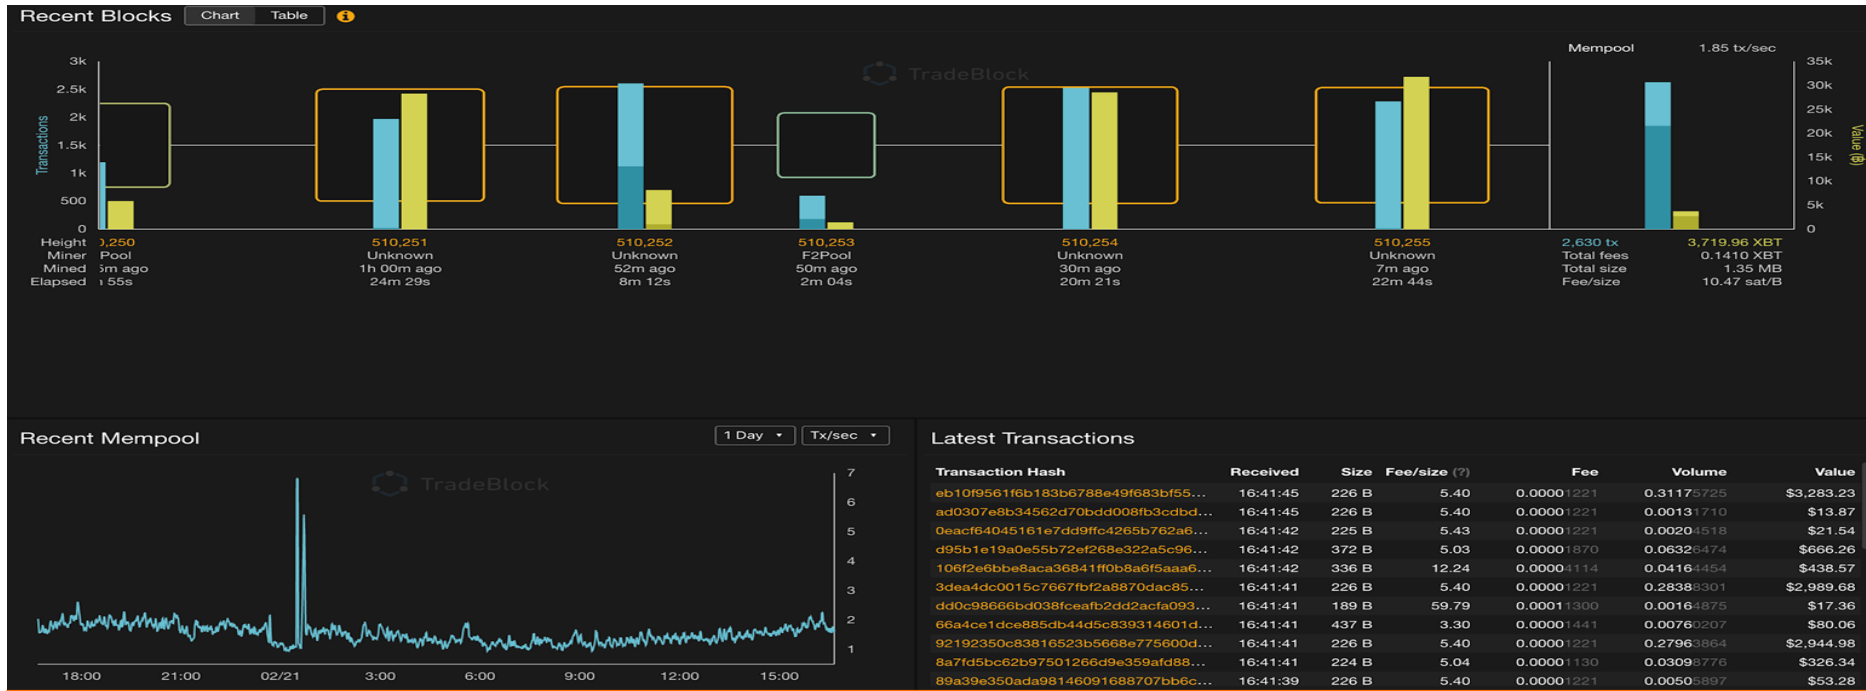 Recent Blocks Chart Table
Mempool 1.85 tx/sec
TradeBlock
3k
2.5k
2k
1.5k
1k
500
0
Transactions
35k
30k
25k
20k
15k
10k
5k
0
Value (฿)
Height ),250 510,251 510,252 510,253 510,254 510,255 2,630 tx 3,719.96 XBT
Miner Pool Unknown Unknown F2Pool Unknown Unknown Total fees 0.1410 XBT
Mined 5m ago 1h 00m ago 52m ago 50m ago 30m ago 7m ago Total size 1.35 MB
Elapsed 55s 24m 29s 8m 12s 2m 04s 20m 21s 22m 44s Fee/size 10.47 sat/B
Recent Mempool 1 Day Tx/sec
TradeBlock
7
6
5
4
3
2
1
18:00 21:00 02/21 3:00 6:00 9:00 12:00 15:00
Latest Transactions
Transaction Hash Received Size Fee/size (?) Fee Volume Value
eb10f9561f6b183b6788e49f683bf55... 16:41:45 226 B 5.40 0.00001221 0.31175725 $3,283.23
ad0307e8b34562d70bdd008fb3cdbd... 16:41:45 226 B 5.40 0.00001221 0.00131710 $13.87
0eacf64045161e7dd9ffc4265b762a6... 16:41:42 225 B 5.43 0.00001221 0.00204518 $21.54
d95b1e19a0e55b72ef268e322a5c96... 16:41:42 372 B 5.03 0.00001870 0.06326474 $666.26
106f2e6bbe8aca36841ff0b8a6f5aaa6... 16:41:42 336 B 12.24 0.00004114 0.04164454 $438.57
3dea4dc0015c7667fbf2a8870dac85... 16:41:41 226 B 5.40 0.00001221 0.28388301 $2,989.68
dd0c98666bd038fceafb2dd2acfa093... 16:41:41 189 B 59.79 0.00011300 0.00164875 $17.36
66a4ce1dce885db44d5c839314601d... 16:41:41 437 B 3.30 0.00001441 0.00760207 $80.06
92192350c83816523b5668e775600d... 16:41:41 226 B 5.40 0.00001221 0.27963864 $2,944.98
8a7fd5bc62b97501266d9e359afd88... 16:41:41 224 B 5.04 0.00001130 0.03098776 $326.34
89a39e350ada98146091688707bb6c... 16:41:39 226 B 5.40 0.00001221 0.00505897 $53.28